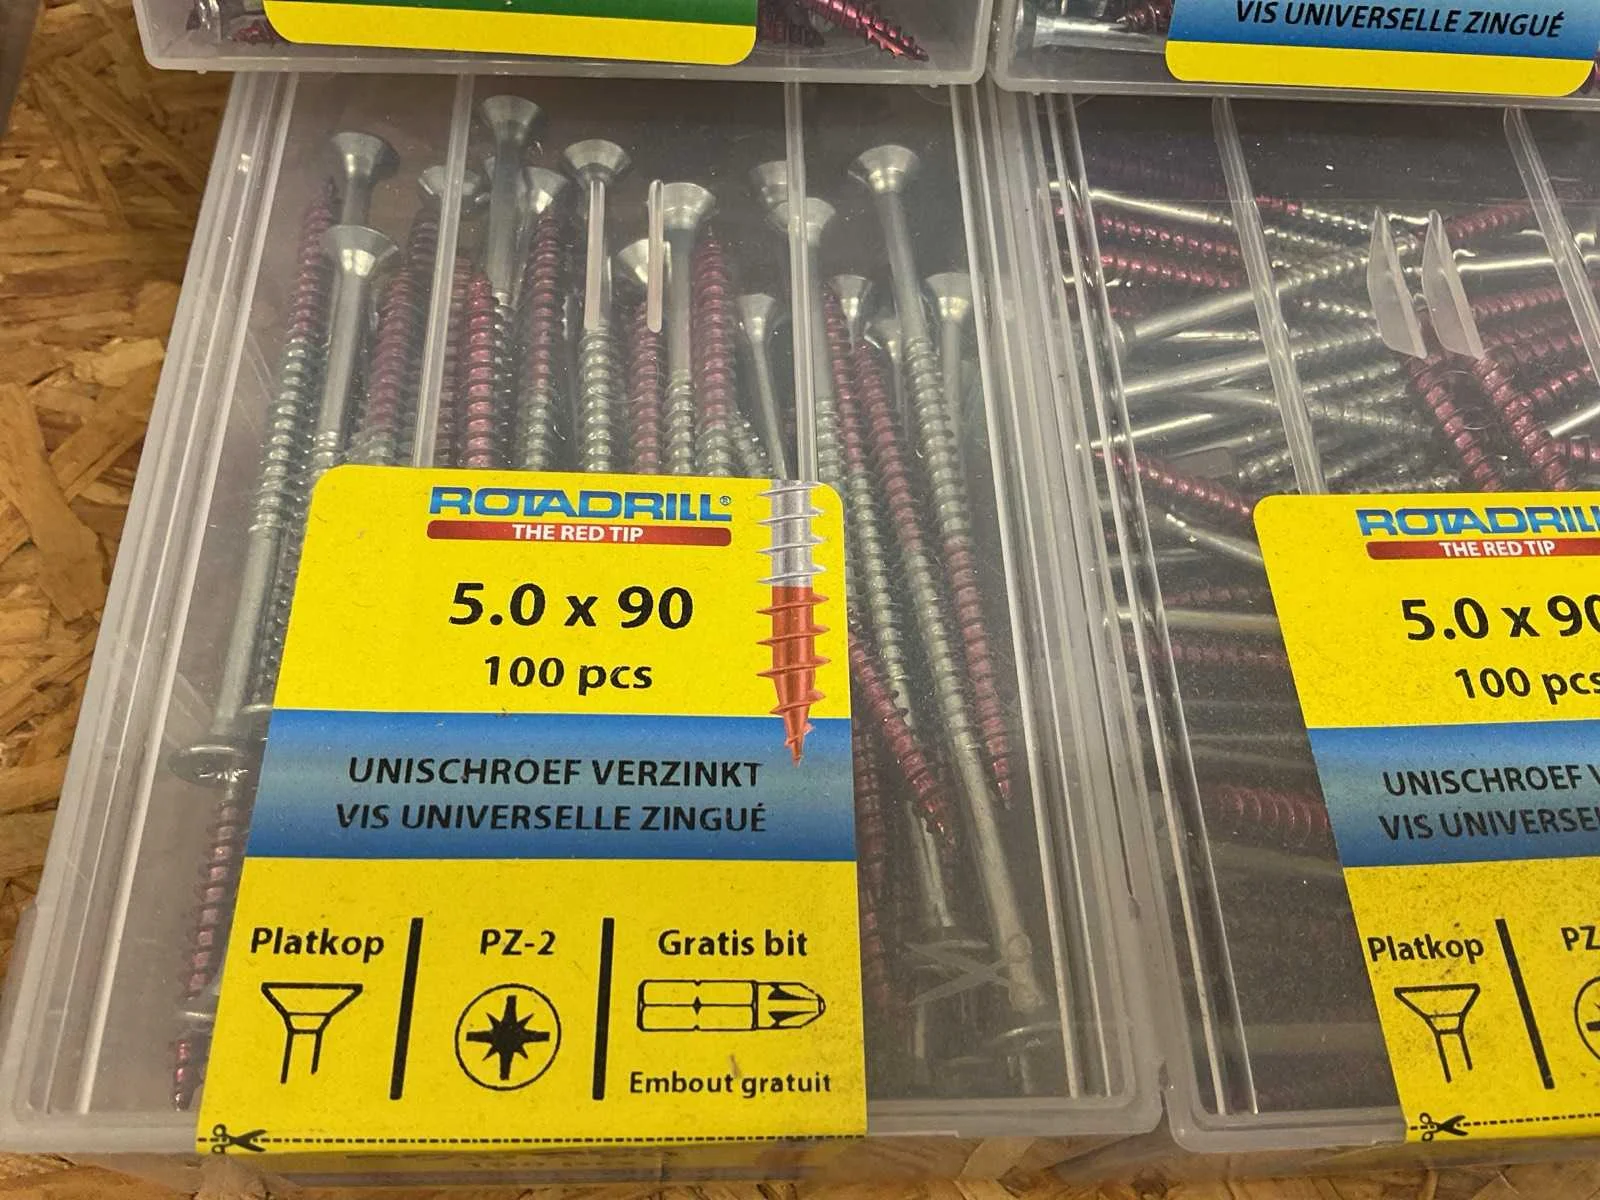 VIS UNIVERSELLE ZINGUÉ
ROTADRILL®
THE RED TIP
5.0 x 90
100 pcs
UNISCHROEF VERZINKT
VIS UNIVERSELLE ZINGUÉ
Platkop
PZ-2
Gratis bit
Embout gratuit
100 pcs
ROTADRILL
THE RED TIP
5.0 x 90
100 pcs
UNISCHROEF V
VIS UNIVERSE
Platkop
PZ